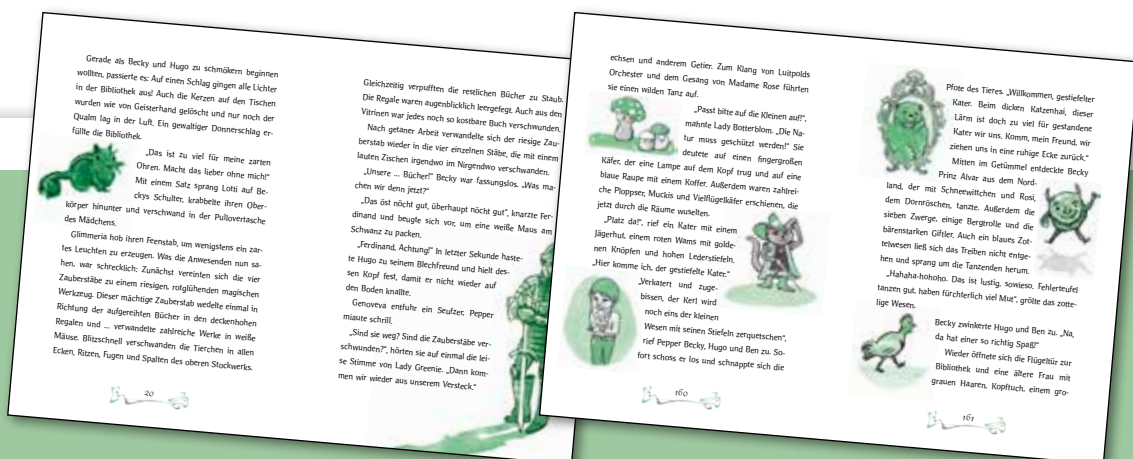 Gerade als Becky und Hugo zu schmökern beginnen
wollten, passierte es: Auf einen Schlag gingen alle Lichter
in der Bibliothek aus! Auch die Kerzen auf den Tischen
wurden wie von Geisterhand gelöscht und nur noch der
Qualm lag in der Luft. Ein gewaltiger Donnerschlag er-
füllte die Bibliothek.
„Das ist zu viel für meine zarten
Ohren. Macht das lieber ohne mich!“
Mit einem Satz sprang Lotti auf Be-
ckys Schulter, krabbelte ihren Ober-
körper hinunter und verschwand in der Pullovertasche
des Mädchens.
Glimmeria hob ihren Feenstab, um wenigstens ein zar-
tes Leuchten zu erzeugen. Was die Anwesenden nun sa-
hen, war schrecklich: Zunächst vereinten sich die vier
Zauberstäbe zu einem riesigen, rotglühenden magischen
Werkzeug. Dieser mächtige Zauberstab wedelte einmal in
Richtung der aufgereihten Bücher in den deckenhohen
Regalen und ... verwandelte zahlreiche Werke in weiße
Mäuse. Blitzschnell verschwanden die Tierchen in allen
Ecken, Ritzen, Fugen und Spalten des oberen Stockwerks.
20
Gleichzeitig verpufften die restlichen Bücher zu Staub.
Die Regale waren augenblicklich leergefegt. Auch aus den
Vitrinen war jedes noch so kostbare Buch verschwunden.
Nach getaner Arbeit verwandelte sich der riesige Zau-
berstab wieder in die vier einzelnen Stäbe, die mit einem
lauten Zischen irgendwo im Nirgendwo verschwanden.
„Unsere ... Bücher!“ Becky war fassungslos. „Was ma-
chen wir denn jetzt?“
„Das öst nöcht gut, überhaupt nöcht gut“, knarzte Fer-
dinand und beugte sich vor, um eine weiße Maus am
Schwanz zu packen.
„Ferdinand, Achtung!“ In letzter Sekunde haste-
te Hugo zu seinem Blechfreund und hielt des-
sen Kopf fest, damit er nicht wieder auf
den Boden knallte.
Genoveva entfuhr ein Seufzer, Pepper
miaute schrill.
„Sind sie weg? Sind die Zauberstäbe ver-
schwunden?“, hörten sie auf einmal die lei-
se Stimme von Lady Greenie. „Dann kom-
men wir wieder aus unserem Versteck.“
echsen und anderem Getier. Zum Klang von Luitpolds
Orchester und dem Gesang von Madame Rose führten
sie einen wilden Tanz auf.
„Passt bitte auf die Kleinen auf!“,
mahnte Lady Botterblom. „Die Na-
tur muss geschützt werden!“ Sie
deutete auf einen fingergroßen
Käfer, der eine Lampe auf dem Kopf trug und auf eine
blaue Raupe mit einem Koffer. Außerdem waren zahlrei-
che Ploppser, Muckis und Vielflügelkäfer erschienen, die
jetzt durch die Räume wuselten.
„Platz da!“, rief ein Kater mit einem
Jägerhut, einem roten Wams mit golde-
nen Knöpfen und hohen Lederstiefeln.
„Hier komme ich, der gestiefelte Kater.“
„Verkatert und zuge-
bissen, der Kerl wird
noch eins der kleinen
Wesen mit seinen Stiefeln zerquetschen“,
rief Pepper Becky, Hugo und Ben zu. So-
fort schoss er los und schnappte sich die
160
Pfote des Tieres. „Willkommen, gestiefelter
Kater. Beim dicken Katzenhai, dieser
Lärm ist doch zu viel für gestandene
Kater wie uns. Komm, mein Freund, wir
ziehen uns in eine ruhige Ecke zurück.“
Mitten im Getümmel entdeckte Becky
Prinz Alvar aus dem Nord-
land, der mit Schneewittchen und Rosi,
dem Dornröschen, tanzte. Außerdem die
sieben Zwerge, einige Bergtrolle und die
bärenstarken Giftler. Auch ein blaues Zot-
telwesen ließ sich das Treiben nicht entge-
hen und sprang um die Tanzenden herum.
„Hahaha-hohoho. Das ist lustig, sowieso. Fehlerteufel
tanzen gut, haben fürchterlich viel Mut“, grölte das zotte-
lige Wesen.
Becky zwinkerte Hugo und Ben zu. „Na,
da hat einer so richtig Spaß!“
Wieder öffnete sich die Flügeltür zur
Bibliothek und eine ältere Frau mit
grauen Haaren, Kopftuch, einem gro-
161